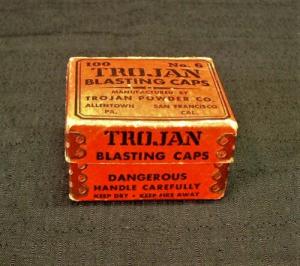 100 No. 6
TROJAN
BLASTING CAPS
MANUFACTURED BY
TROJAN POWDER CO.
ALLENTOWN SAN FRANCISCO
PA. CAL.
TROJAN
BLASTING CAPS
DANGEROUS
HANDLE CAREFULLY
KEEP DRY • KEEP FIRE AWAY